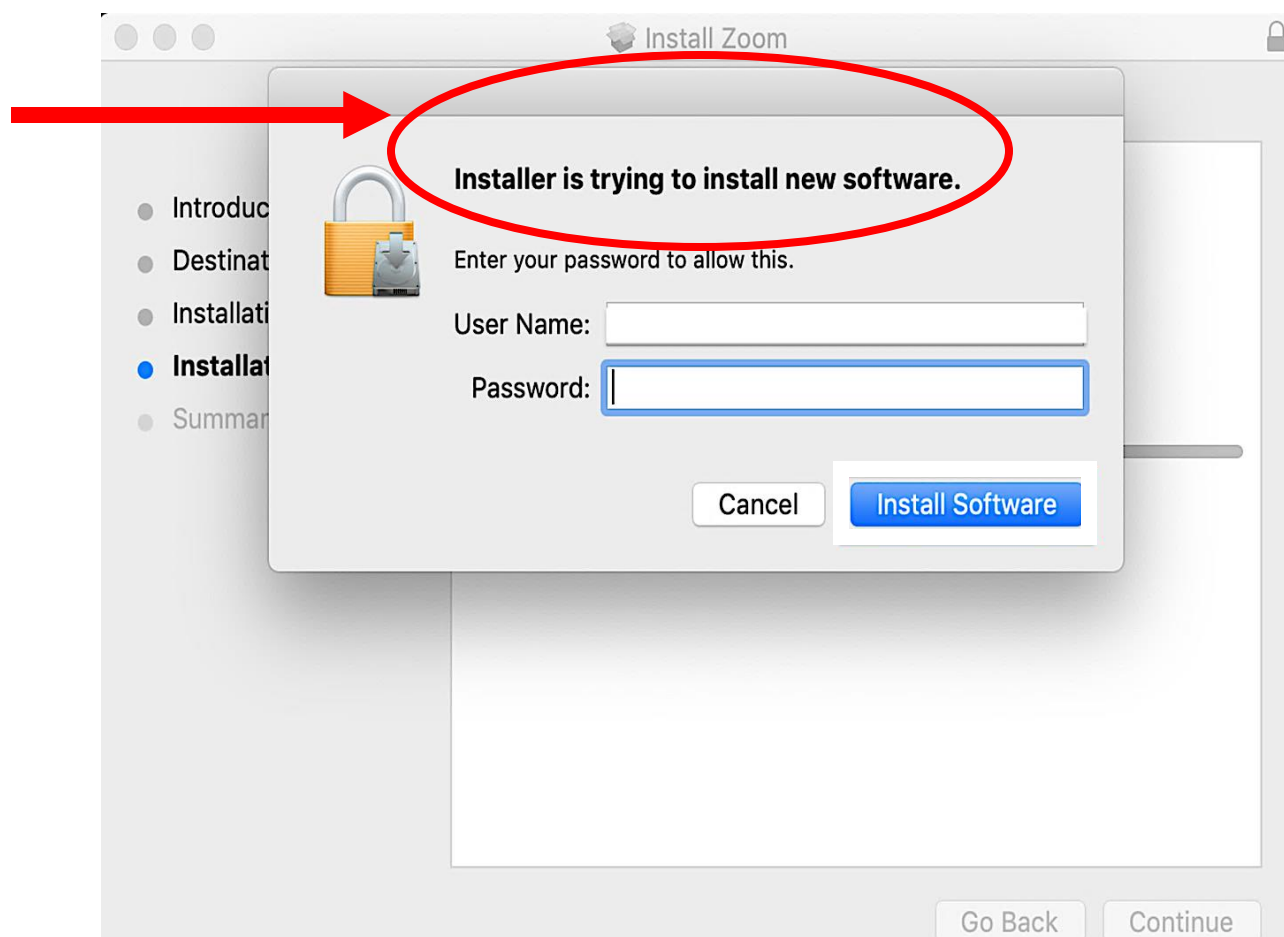 Install Zoom
Installer is trying to install new software.
Introduc
Destinat
Enter your password to allow this.
Installati
User Name:
Installat
Password:
Summar
Cancel
Install Software
Go Back
Continue